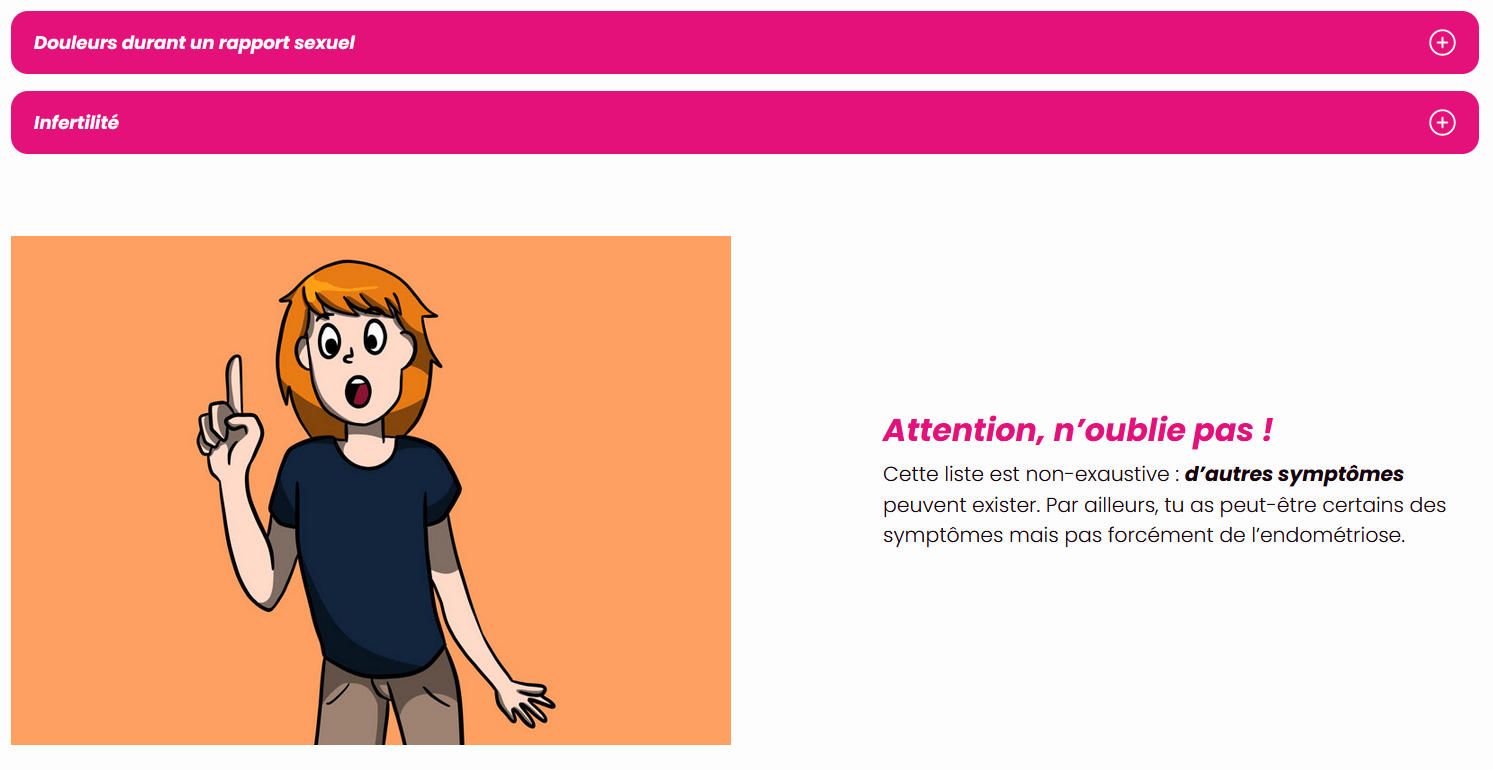 Douleurs durant un rapport sexuel
Infertilité
Attention, n’oublie pas !
Cette liste est non-exaustive : d’autres symptômes
peuvent exister. Par ailleurs, tu as peut-être certains des
symptômes mais pas forcément de l’endométriose.